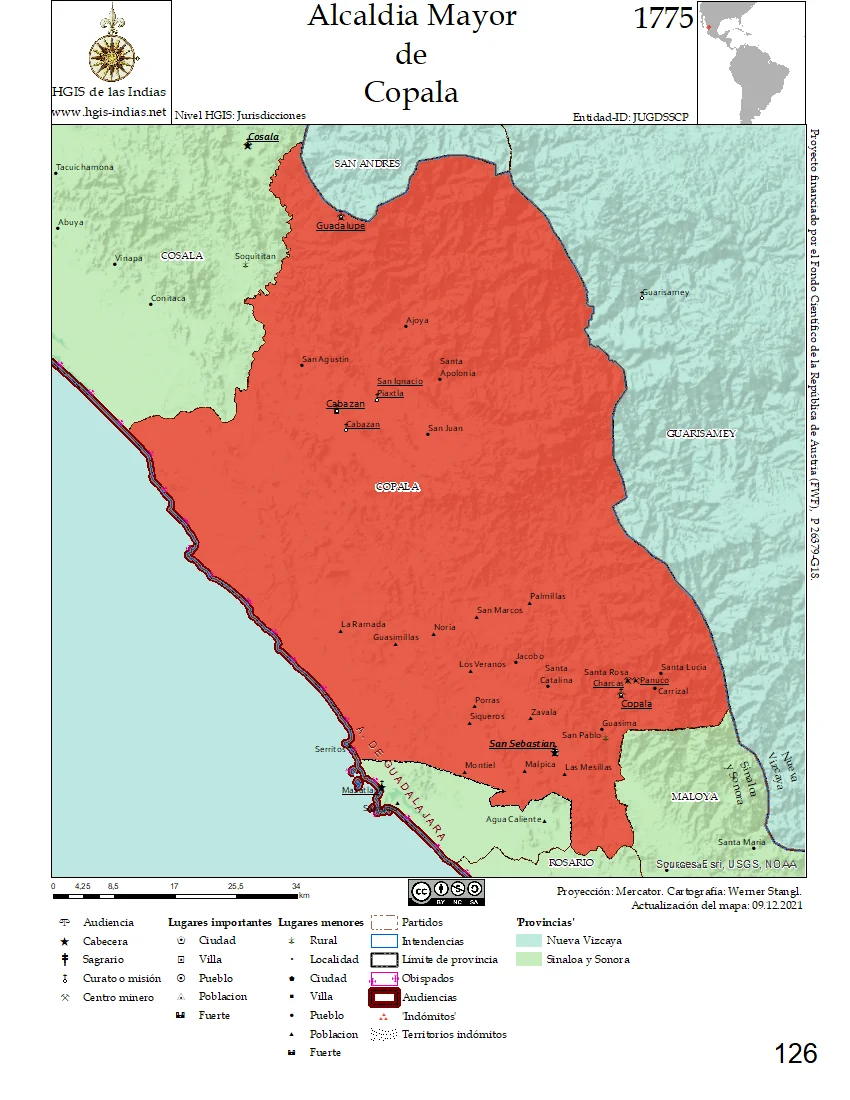 Alcaldia Mayor
de
Copala
1775
HGIS de las Indias
www.hgis-indias.net
Nivel HGIS: Jurisdicciones
Entidad-ID: JUGDSSCP
Proyecto financiado por el Fondo Científico de la República de Austria (FWF), P 26379-G18.
Cosala
SAN ANDRES
Tacuichamona
Abuya
Guadalupe
Vinapa
COSALA
Soquititan
Conitaca
Guarisamey
Ajoya
San Agustin
Santa
Apolonia
San Ignacio
Piaxtla
Cabazan
Cabazan
San Juan
GUARISAMEY
COPALA
Palmillas
San Marcos
La Ramada
Noria
Guasimillas
Jacobo
Los Veranos
Santa
Catalina
Santa Rosa
Santa Lucia
Charcas
Panuco
Carrizal
Copala
Porras
Siqueros
Zavala
Guasima
San Pablo
San Sebastian
Serritos
A. DE GUADALAJARA
Montiel
Malpica
Las Mesillas
Sinaloa
y Sonora
Nueva
Vizcaya
MALOYA
Agua Caliente
Santa Maria
ROSARIO
Sources: Esri, USGS, NOAA
0 4,25 8,5 17 25,5 34
km
CC BY NC SA
Proyección: Mercator. Cartografía: Werner Stangl.
Actualización del mapa: 09.12.2021
Audiencia
Cabecera
Sagrario
Curato o misión
Centro minero
Lugares importantes
Ciudad
Villa
Pueblo
Poblacion
Fuerte
Lugares menores
Rural
Localidad
Ciudad
Villa
Pueblo
Poblacion
Fuerte
Partidos
Intendencias
Límite de provincia
Obispados
Audiencias
'Indómitos'
Territorios indómitos
'Provincias'
Nueva Vizcaya
Sinaloa y Sonora
126